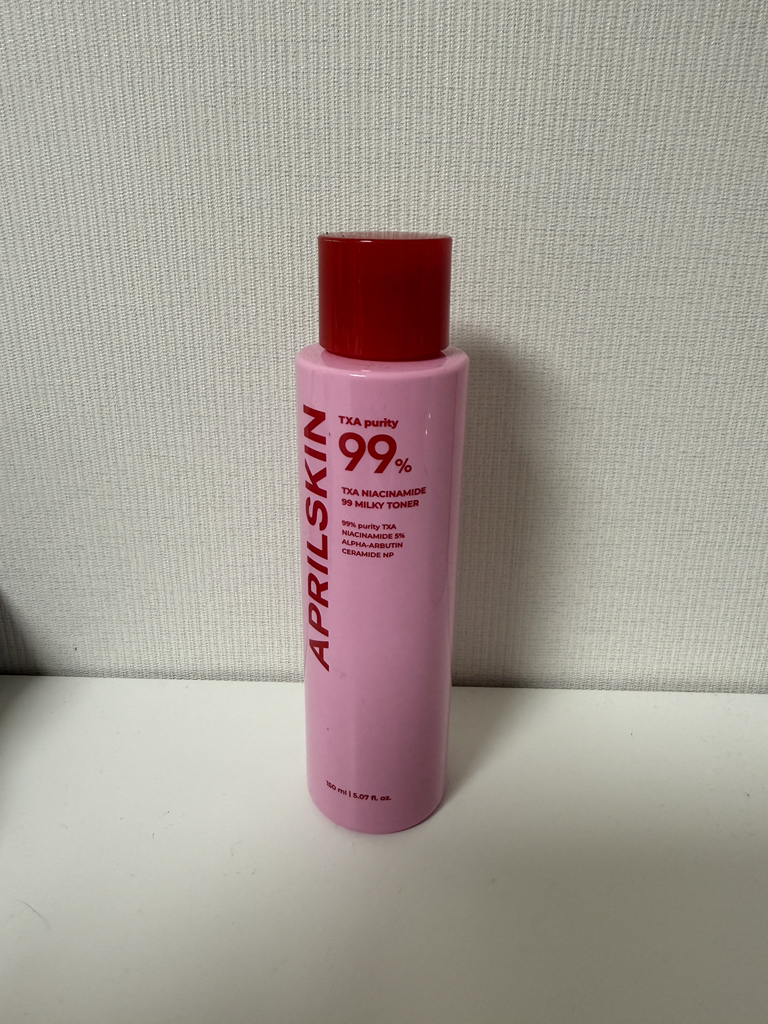 APRILSKIN
TXA purity
99%
TXA NIACINAMIDE
99 MILKY TONER
99% purity TXA
NIACINAMIDE 5%
ALPHA-ARBUTIN
CERAMIDE NP
150 ml | 5.07 fl. oz.